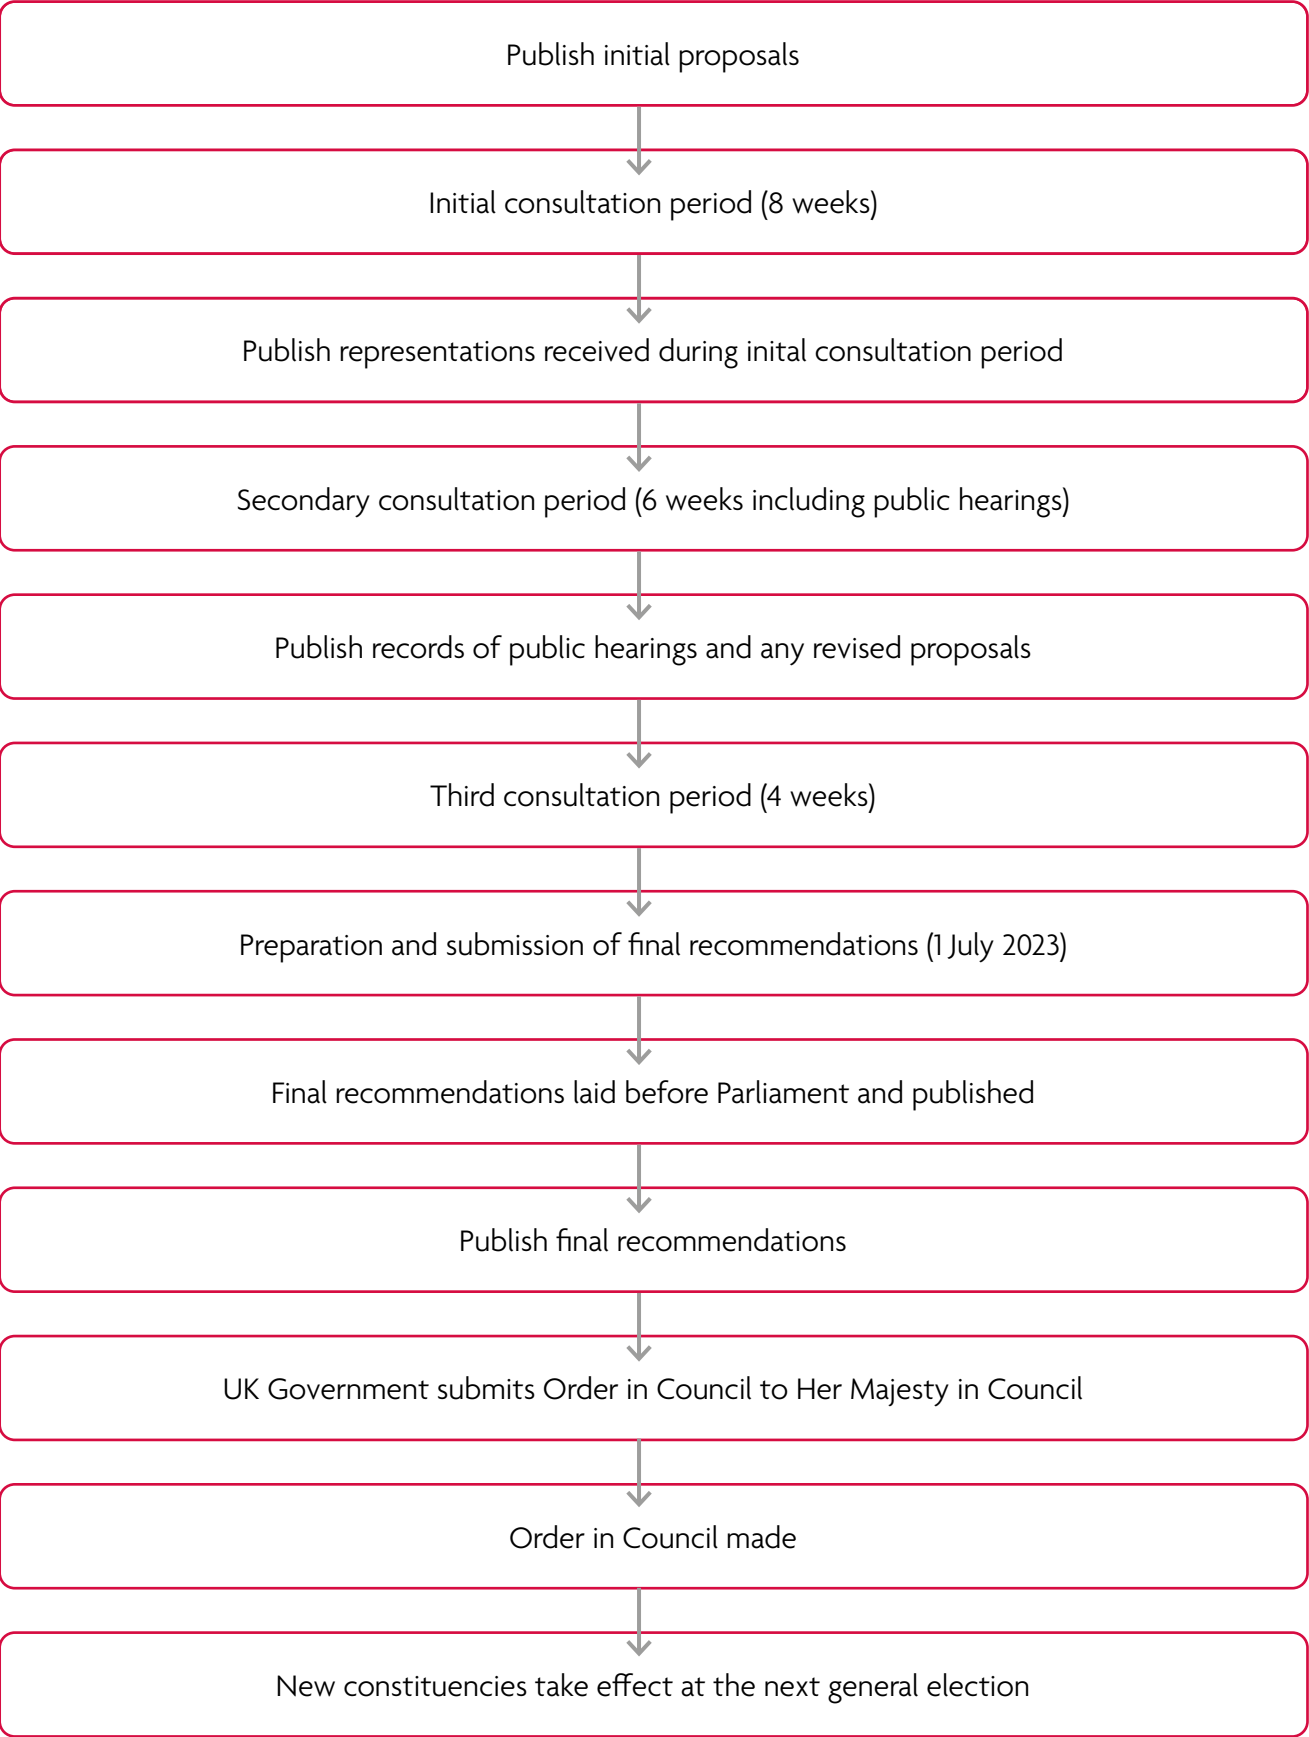 Publish initial proposals
Initial consultation period (8 weeks)
Publish representations received during inital consultation period
Secondary consultation period (6 weeks including public hearings)
Publish records of public hearings and any revised proposals
Third consultation period (4 weeks)
Preparation and submission of final recommendations (1 July 2023)
Final recommendations laid before Parliament and published
Publish final recommendations
UK Government submits Order in Council to Her Majesty in Council
Order in Council made
New constituencies take effect at the next general election